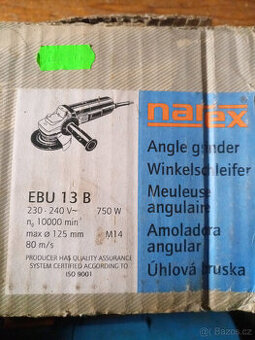 narex
Angle grinder
Winkelschleifer
Meuleuse
angulaire
Amoladora
angular
Úhlová bruska
EBU 13 B
230 - 240 V~ 750 W
n₀ 10000 min⁻¹
max ø 125 mm M14
80 m/s
PRODUCER HAS QUALITY ASSURANCE
SYSTEM CERTIFIED ACCORDING TO
ISO 9001
Bazoš.cz